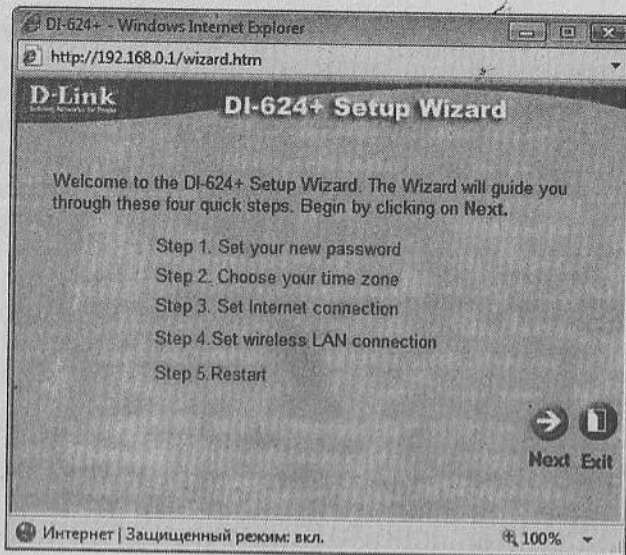 DI-624+ - Windows Internet Explorer
http://192.168.0.1/wizard.htm
D-Link
DI-624+ Setup Wizard
Welcome to the DI-624+ Setup Wizard. The Wizard will guide you
through these four quick steps. Begin by clicking on Next.
Step 1. Set your new password
Step 2. Choose your time zone
Step 3. Set Internet connection
Step 4.Set wireless LAN connection
Step 5.Restart
Next Exit
Интернет | Защищенный режим: вкл.
100%